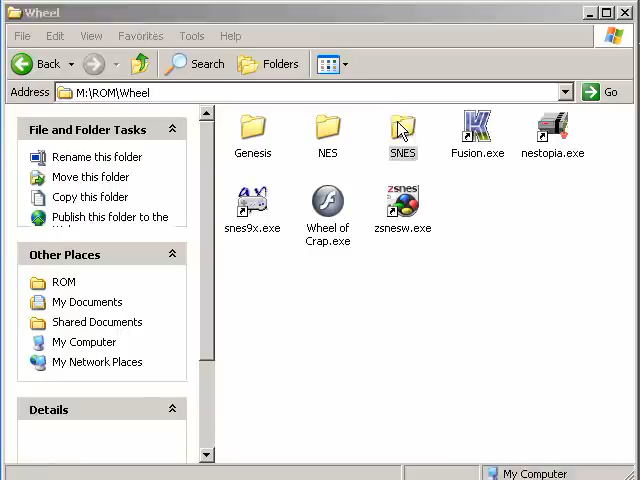 Wheel
File Edit View Favorites Tools Help
Back Search Folders
Address M:\ROM\Wheel Go
File and Folder Tasks
Rename this folder
Move this folder
Copy this folder
Publish this folder to the
Other Places
ROM
My Documents
Shared Documents
My Computer
My Network Places
Details
Genesis NES SNES Fusion.exe nestopia.exe
zsnes
snes9x.exe Wheel of Crap.exe zsnesw.exe
My Computer